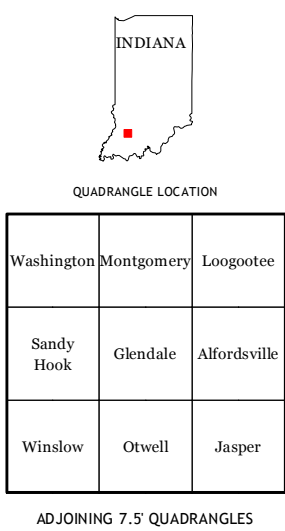 INDIANA
QUADRANGLE LOCATION
Washington Montgomery Loogootee
Sandy Hook Glendale Alfordsville
Winslow Otwell Jasper
ADJOINING 7.5' QUADRANGLES